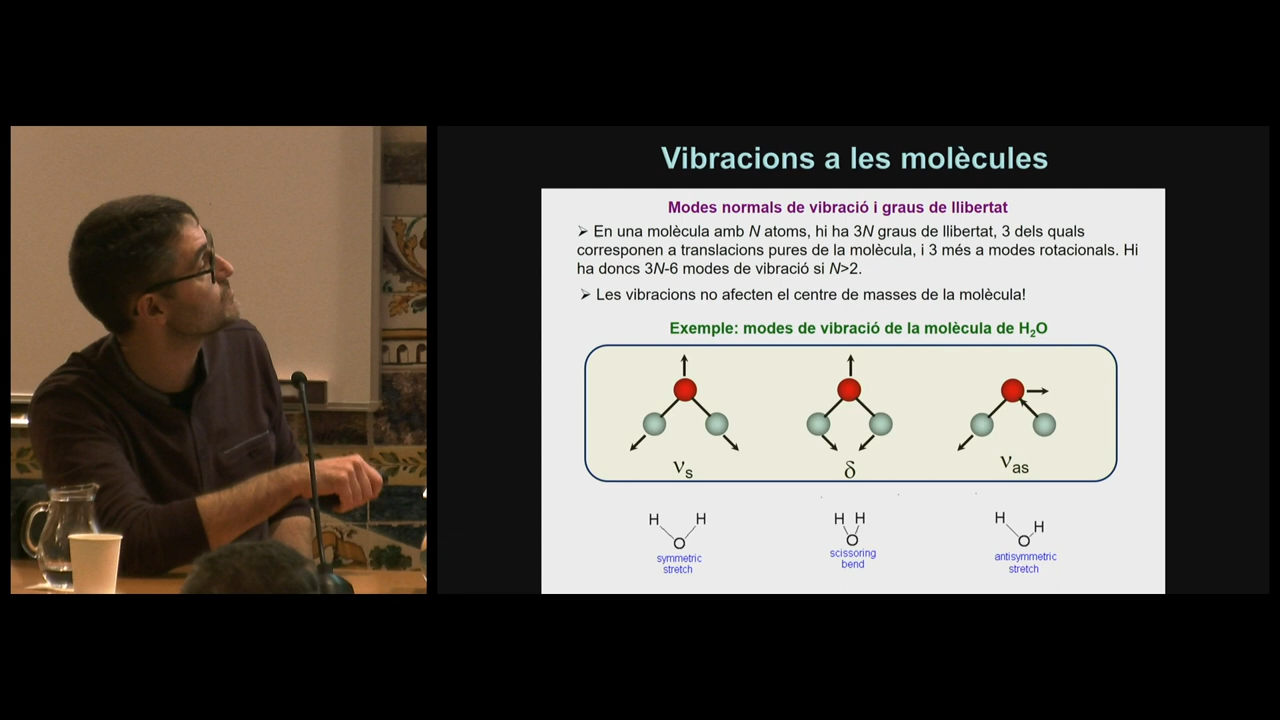 Vibracions a les molècules
Modes normals de vibració i graus de llibertat
➢ En una molècula amb N atoms, hi ha 3N graus de llibertat, 3 dels quals
corresponen a translacions pures de la molècula, i 3 més a modes rotacionals. Hi
ha doncs 3N-6 modes de vibració si N>2.
➢ Les vibracions no afecten el centre de masses de la molècula!
Exemple: modes de vibració de la molècula de H₂O
νs
δ
νas
H H
O
symmetric
stretch
H H
O
scissoring
bend
H H
O
antisymmetric
stretch